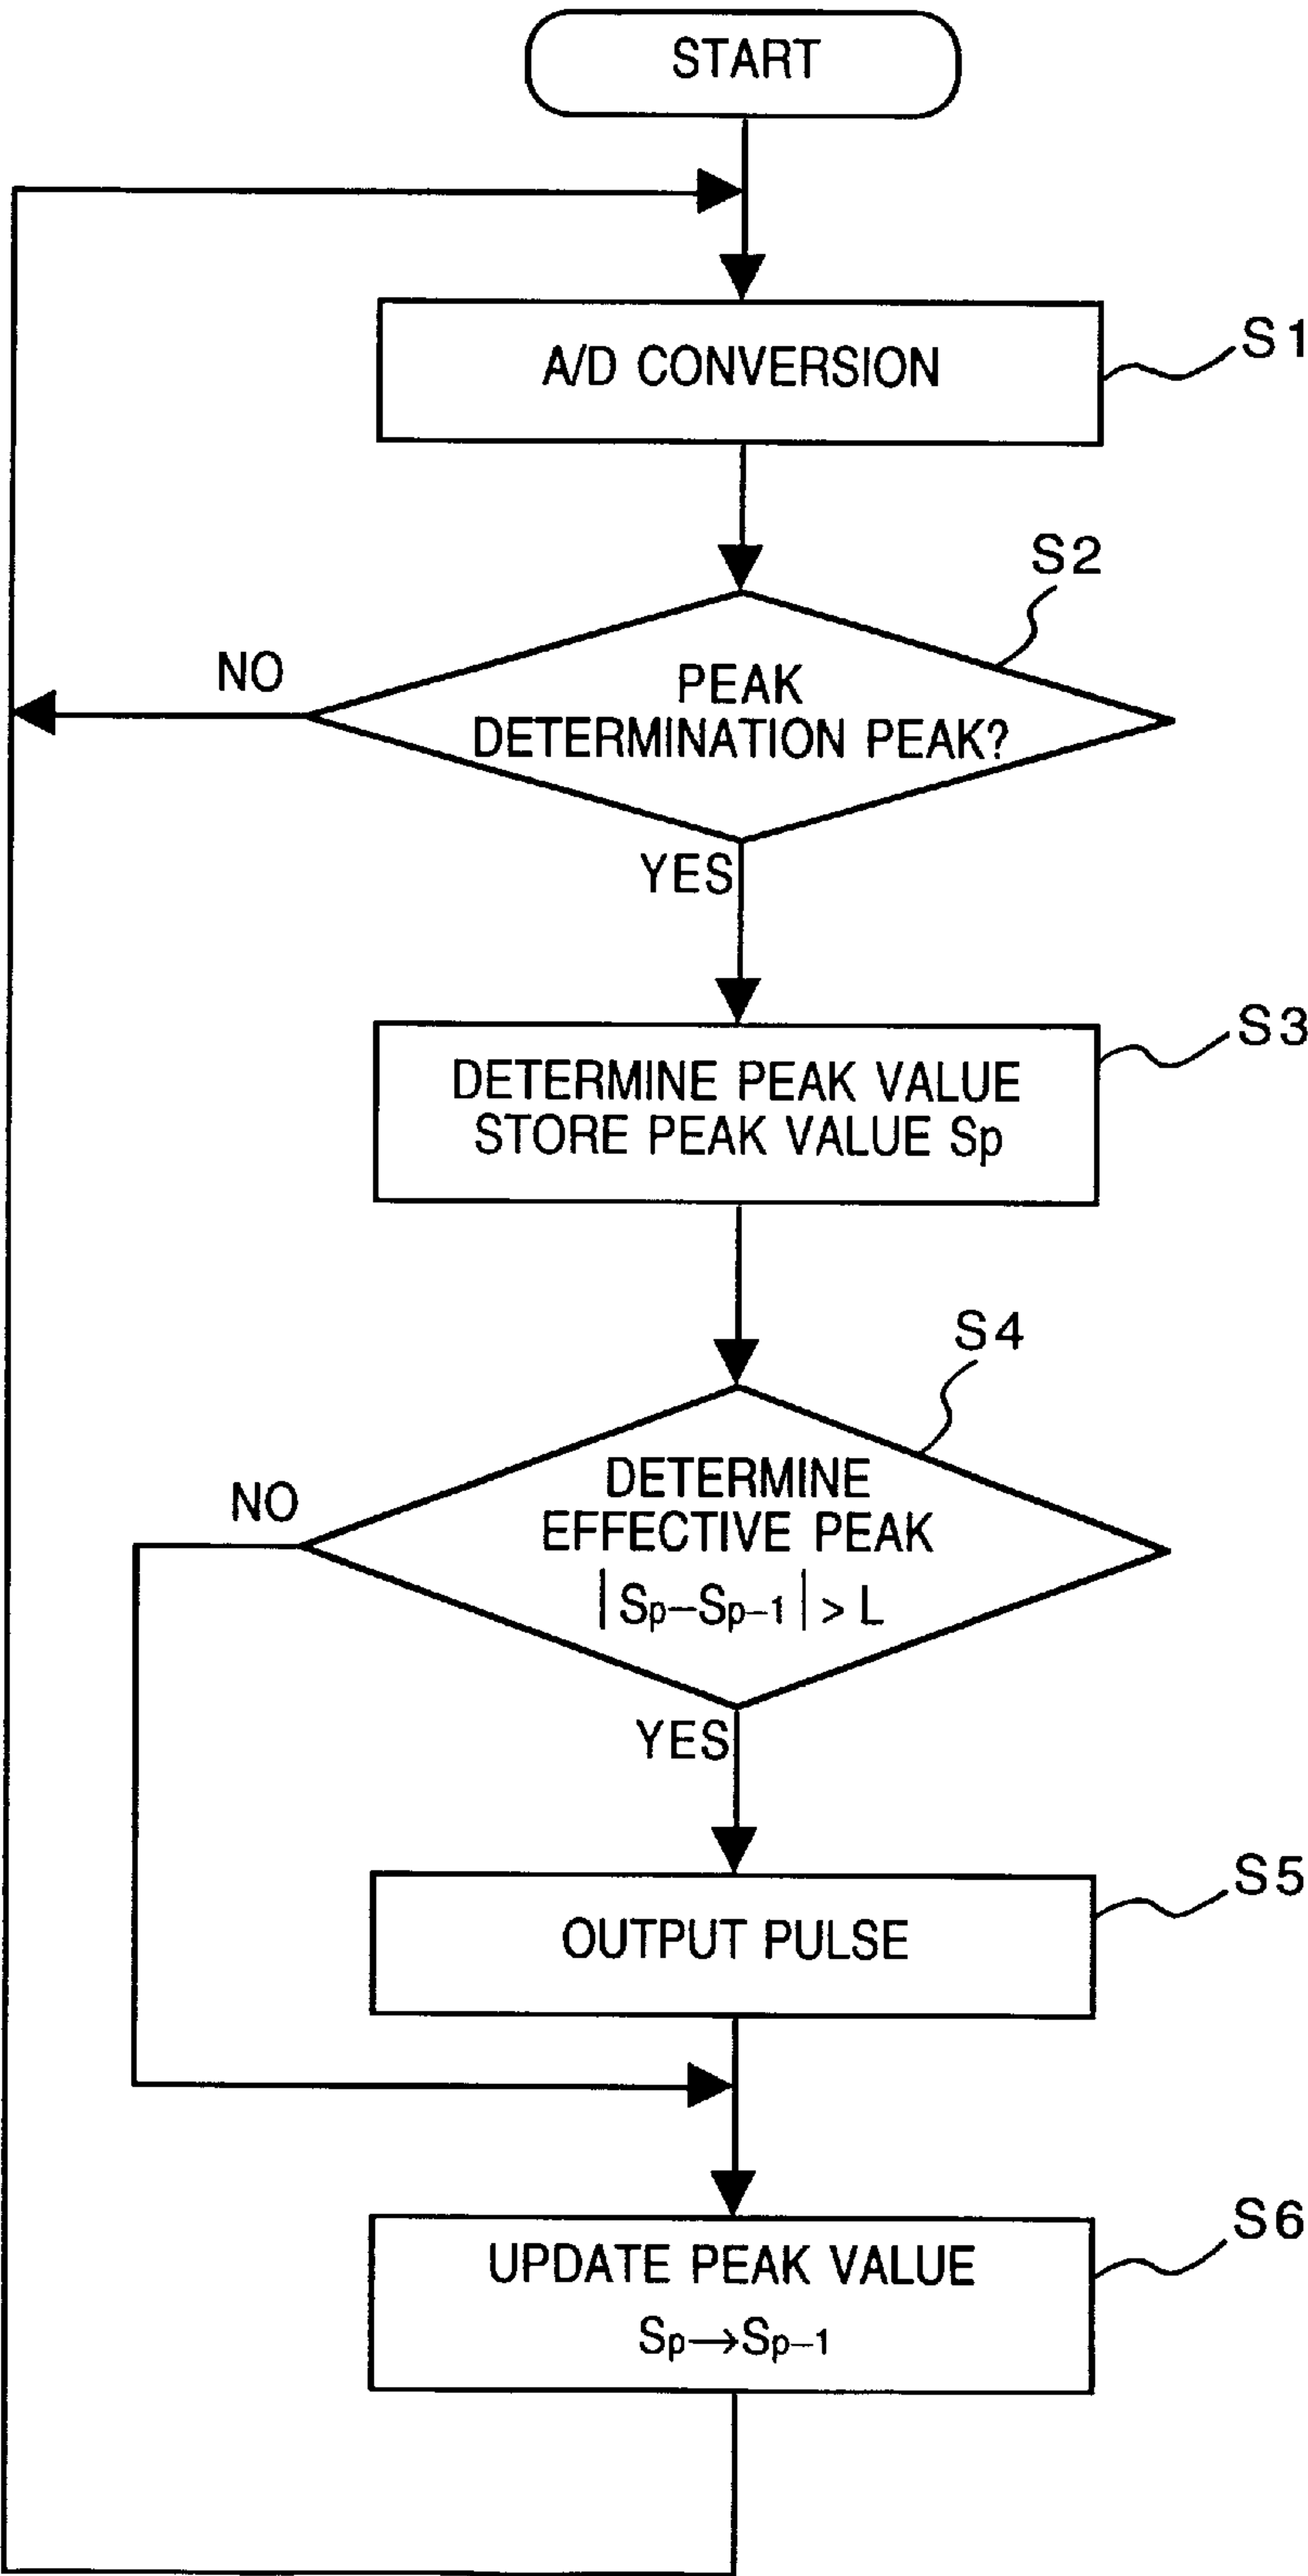 START
A/D CONVERSION
S1
S2
NO
PEAK
DETERMINATION PEAK?
YES
S3
DETERMINE PEAK VALUE
STORE PEAK VALUE Sp
S4
NO
DETERMINE
EFFECTIVE PEAK
|Sp−Sp−1| > L
YES
S5
OUTPUT PULSE
S6
UPDATE PEAK VALUE
Sp→Sp−1